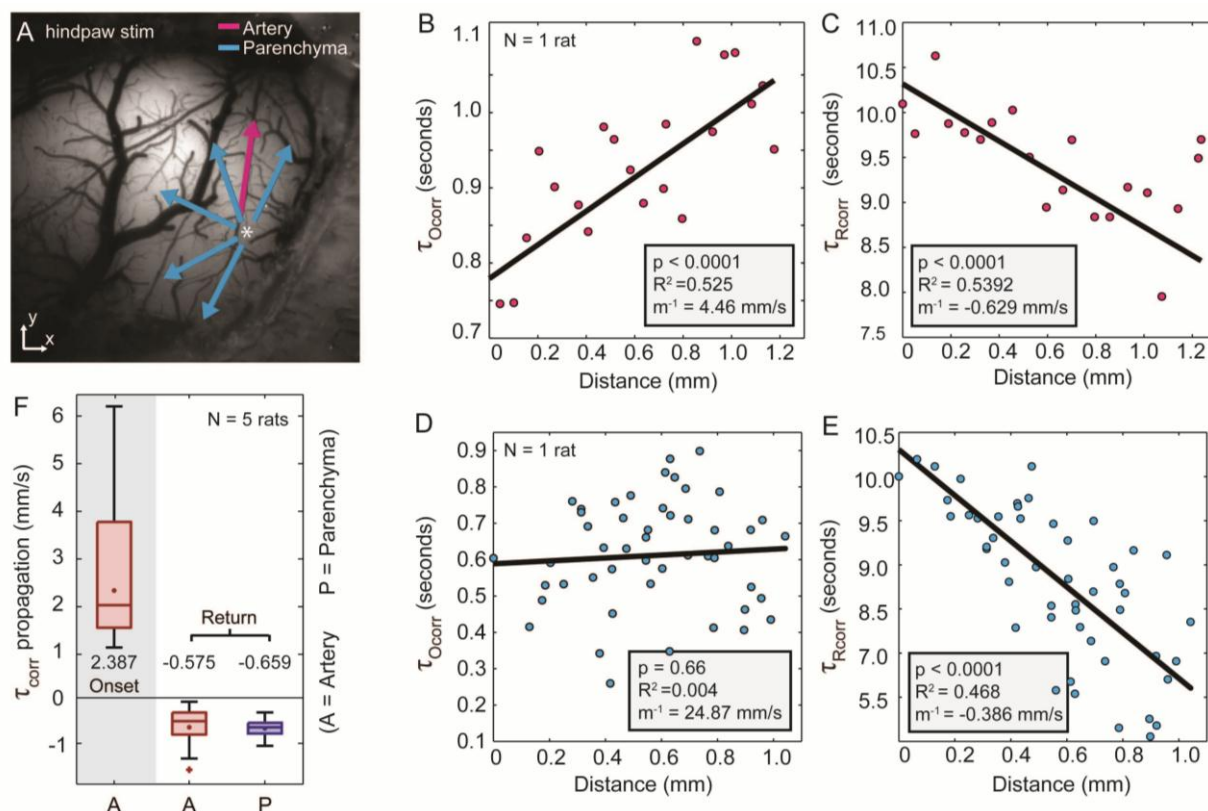 A hindpaw stim
Artery
Parenchyma
*
y
x
B
N = 1 rat
1.1
1.0
0.9
0.8
0.7
τOcorr (seconds)
p < 0.0001
R² =0.525
m⁻¹ = 4.46 mm/s
0 0.2 0.4 0.6 0.8 1.0 1.2
Distance (mm)
C
10.5
11.0
10.0
9.5
9.0
8.5
8.0
7.5
τRcorr (seconds)
p < 0.0001
R² =0.5392
m⁻¹ = -0.629 mm/s
0 0.2 0.4 0.6 0.8 1.0 1.2
Distance (mm)
F
N = 5 rats
6
5
4
3
2
1
0
-1
τcorr propagation (mm/s)
Return
2.387 -0.575 -0.659
Onset
A A P
(A = Artery P = Parenchyma)
D
N = 1 rat
0.9
0.8
0.7
0.6
0.5
0.4
0.3
0.2
0.1
τOcorr (seconds)
p = 0.66
R² =0.004
m⁻¹ = 24.87 mm/s
0 0.2 0.4 0.6 0.8 1.0
Distance (mm)
E
10.5
10.0
9.5
9.0
8.5
7.0
5.5
τRcorr (seconds)
p < 0.0001
R² = 0.468
m⁻¹ = -0.386 mm/s
0 0.2 0.4 0.6 0.8 1.0
Distance (mm)